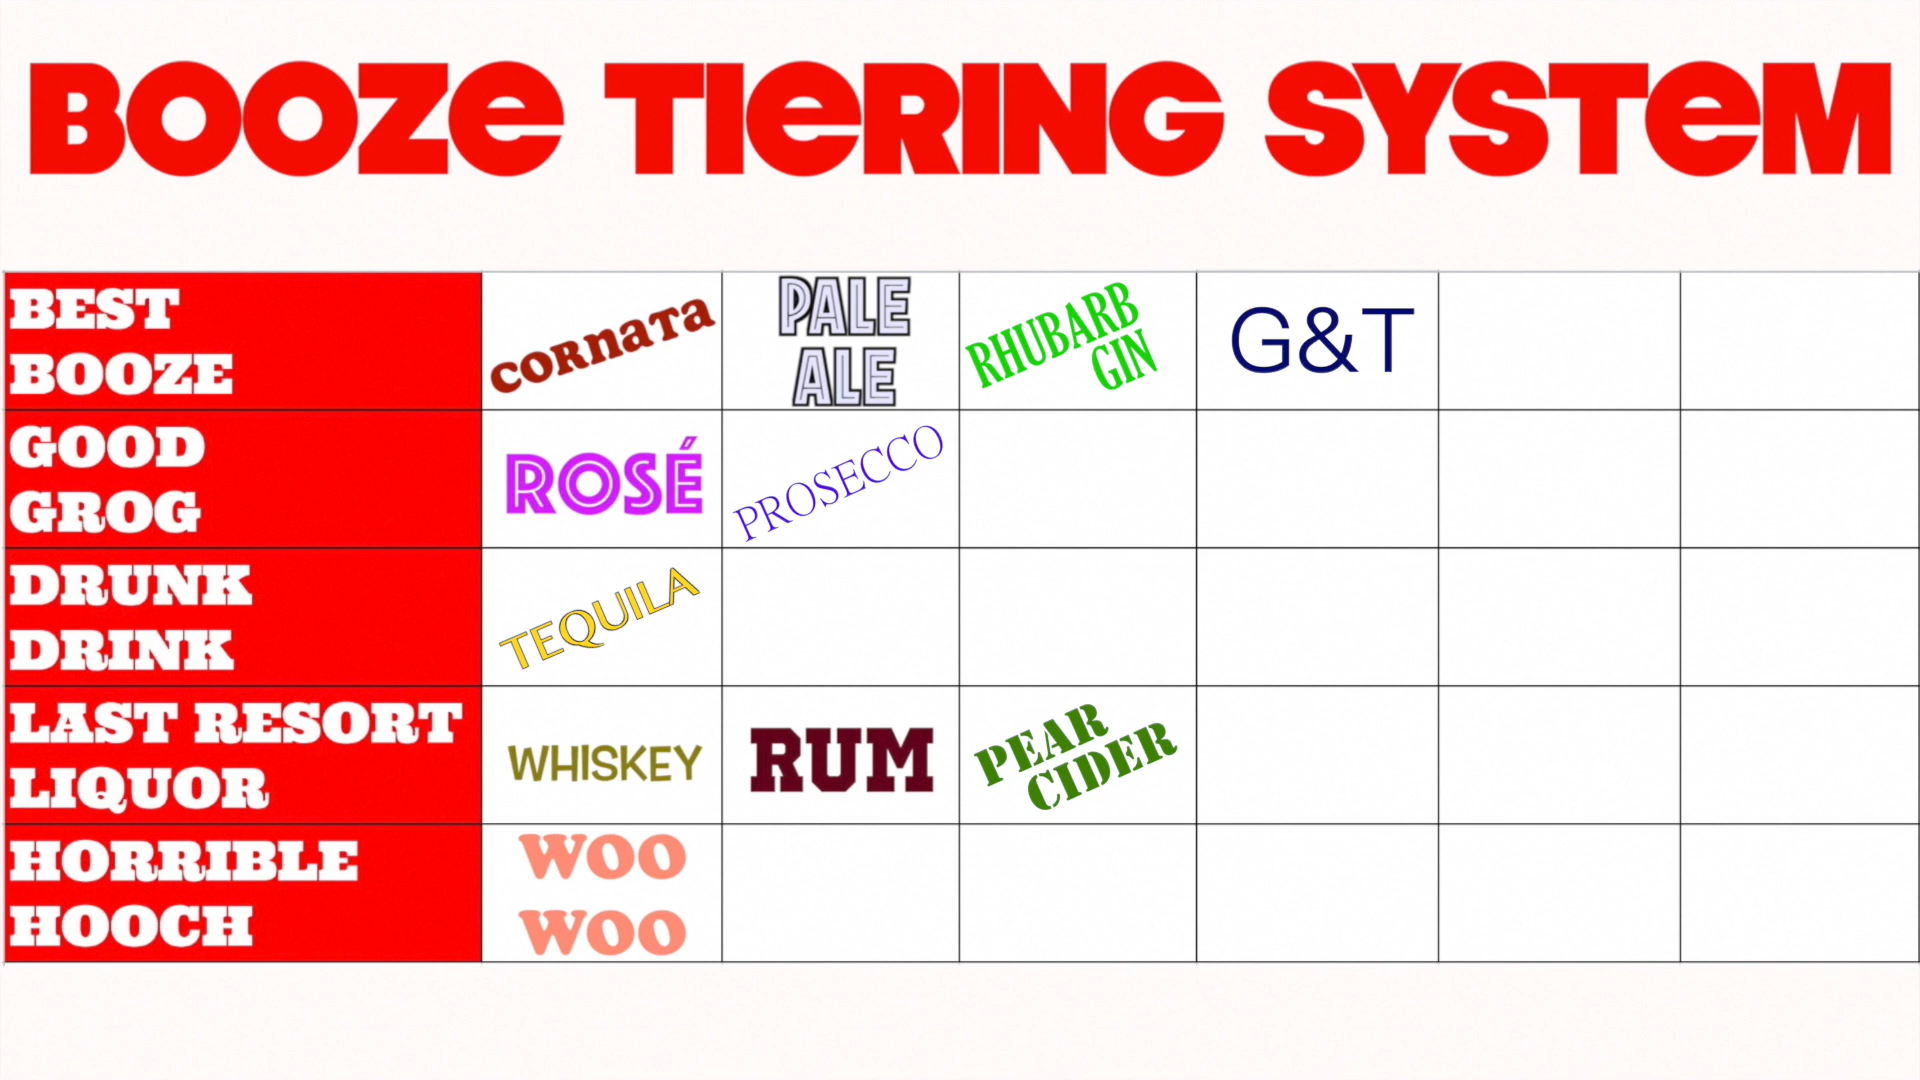 BOOZE TIERING SYSTEM
BEST
BOOZE
CORNATA
PALE
ALE
RHUBARB
GIN
G&T
GOOD
GROG
ROSÉ
PROSECCO
DRUNK
DRINK
TEQUILA
LAST RESORT
LIQUOR
WHISKEY
RUM
PEAR
CIDER
HORRIBLE
HOOCH
WOO
WOO